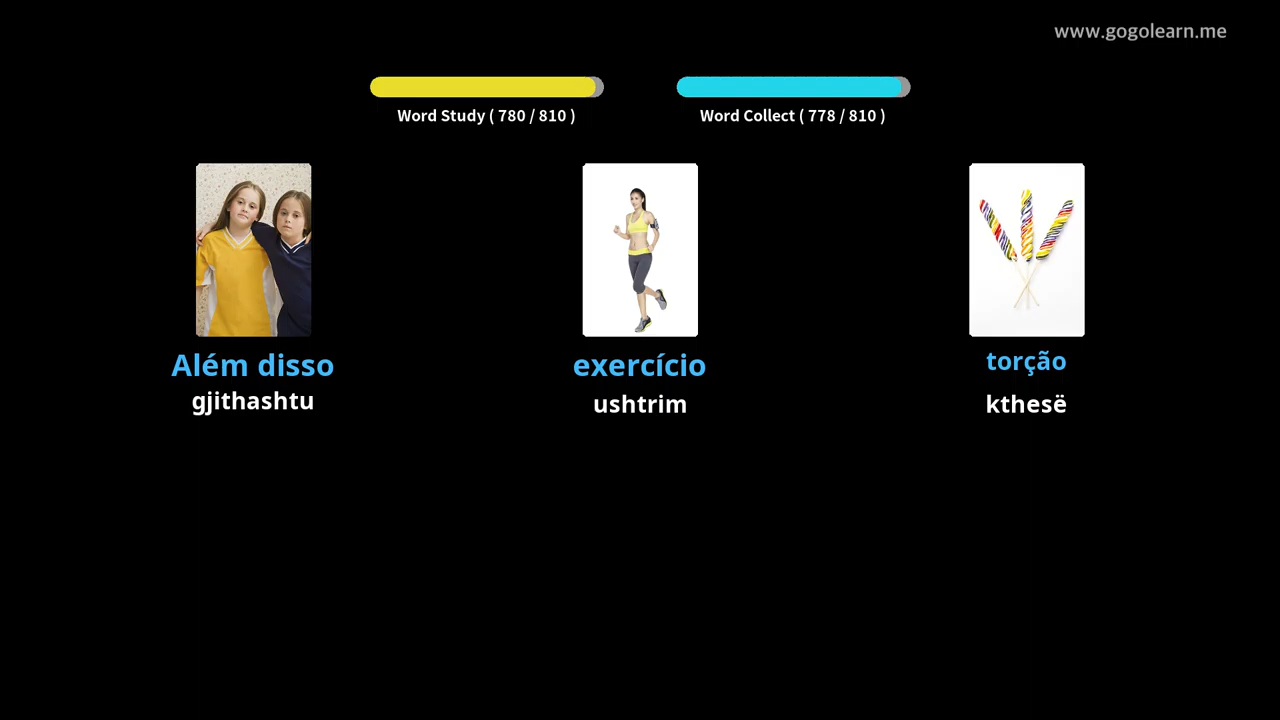 www.gogolearn.me
Word Study ( 780 / 810 )
Word Collect ( 778 / 810 )
Além disso
gjithashtu
exercício
ushtrim
torção
kthesë